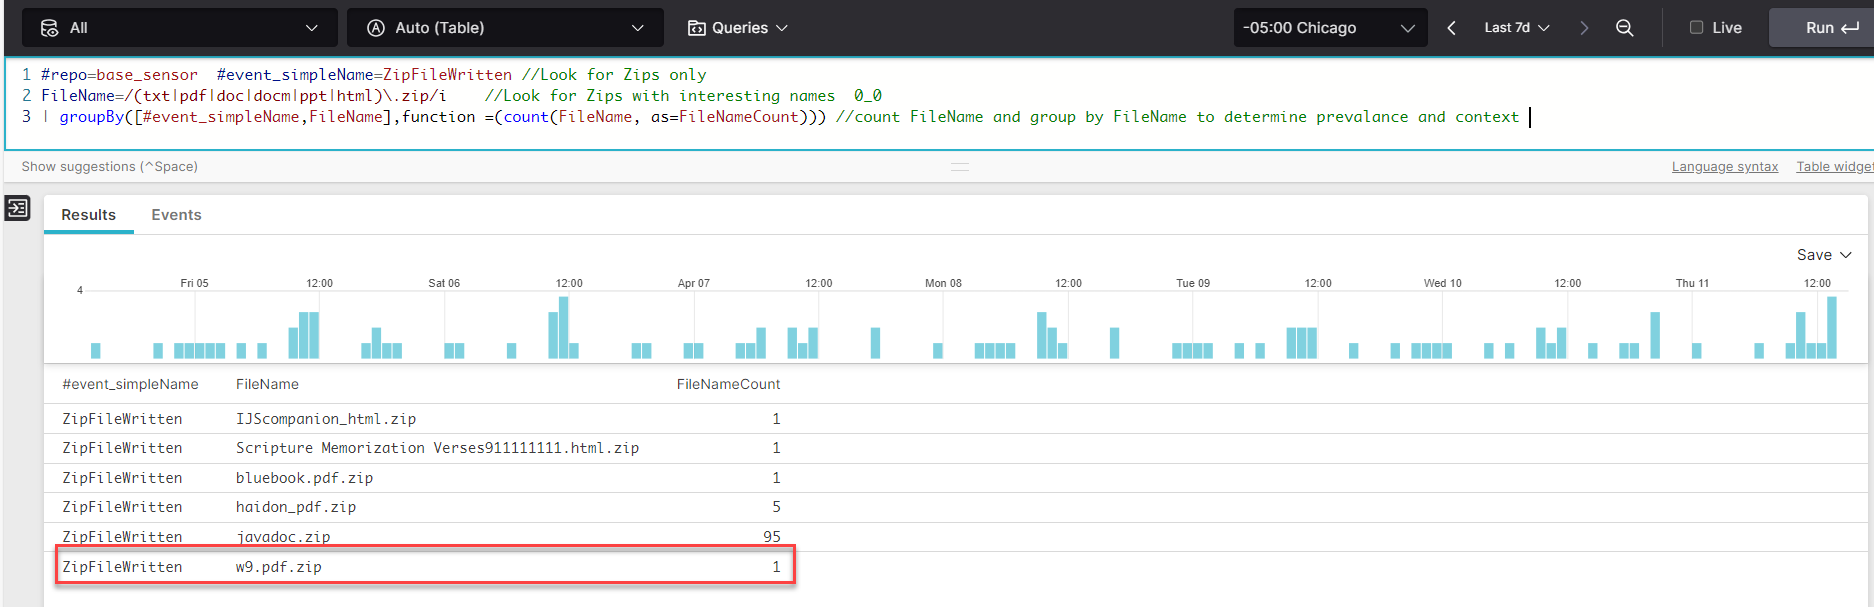 All Auto (Table) Queries -05:00 Chicago Last 7d Live Run
1 #repo=base_sensor  #event_simpleName=ZipFileWritten //Look for Zips only
2 FileName=/(txt|pdf|doc|docm|ppt|html)\.zip/i    //Look for Zips with interesting names  0_0
3 | groupBy([#event_simpleName,FileName],function =(count(FileName, as=FileNameCount))) //count FileName and group by FileName to determine prevalance and context
Show suggestions (^Space) Language syntax Table widget
Results Events
Save
Fri 05 12:00 Sat 06 12:00 Apr 07 12:00 Mon 08 12:00 Tue 09 12:00 Wed 10 12:00 Thu 11 12:00
4
#event_simpleName FileName FileNameCount
ZipFileWritten IJScompanion_html.zip 1
ZipFileWritten Scripture Memorization Verses911111111.html.zip 1
ZipFileWritten bluebook.pdf.zip 1
ZipFileWritten haidon_pdf.zip 5
ZipFileWritten javadoc.zip 95
ZipFileWritten w9.pdf.zip 1